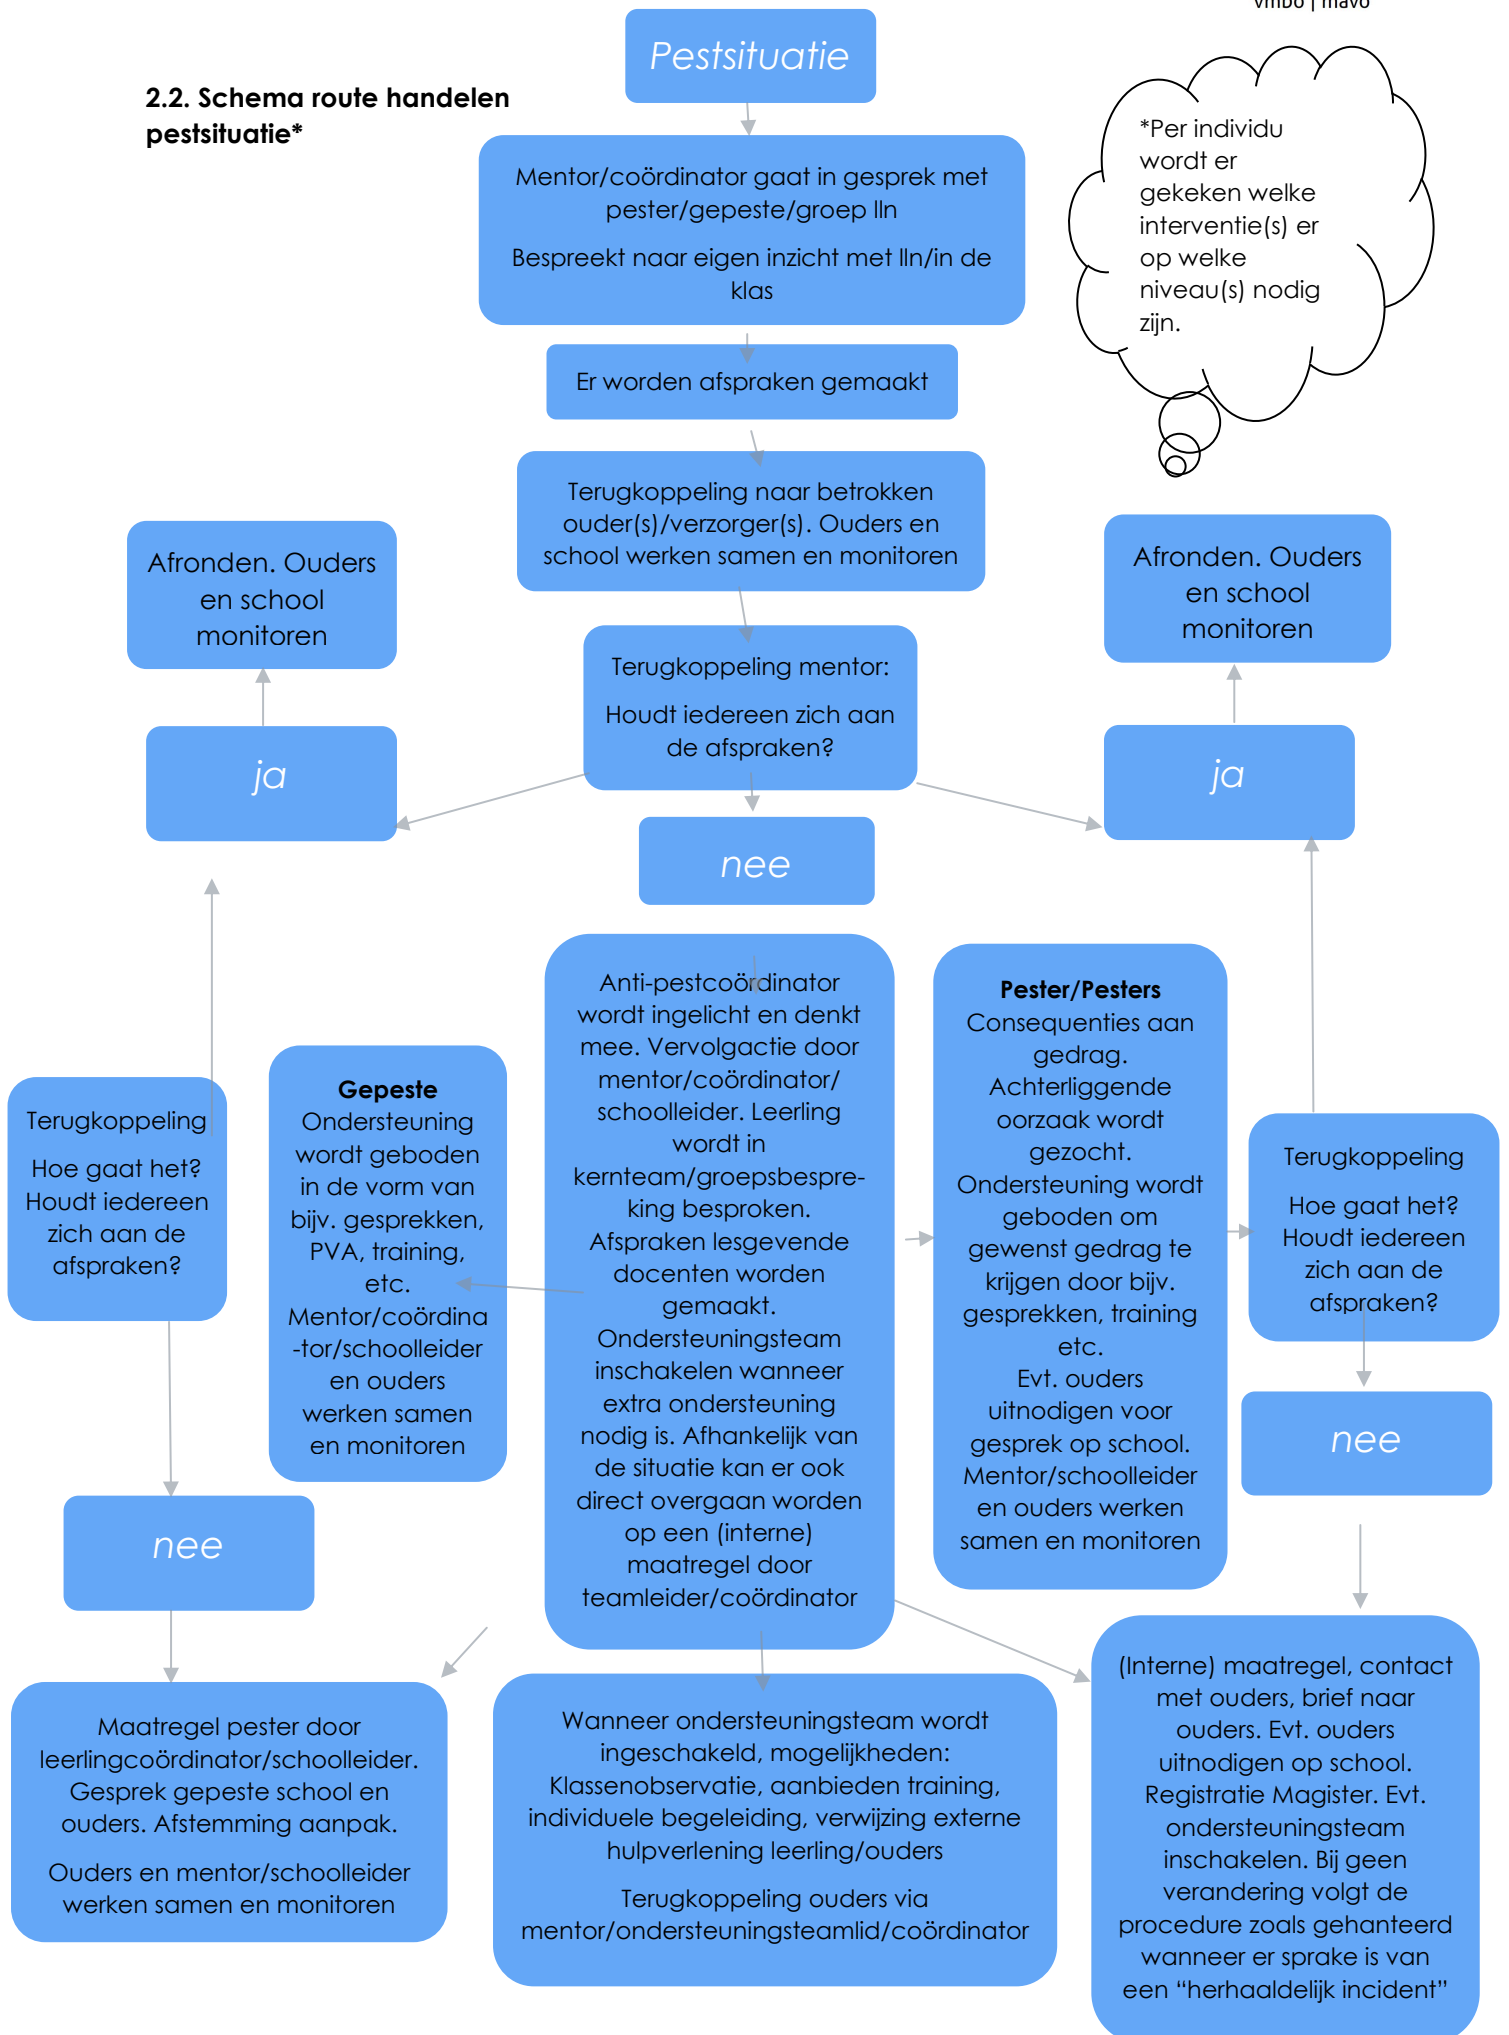 vmbo | mavo
Pestsituatie
2.2. Schema route handelen
pestsituatie*
*Per individu
wordt er
gekeken welke
interventie(s) er
op welke
niveau(s) nodig
zijn.
Mentor/coördinator gaat in gesprek met
pester/gepeste/groep lln
Bespreekt naar eigen inzicht met lln/in de
klas
Er worden afspraken gemaakt
Terugkoppeling naar betrokken
ouder(s)/verzorger(s). Ouders en
school werken samen en monitoren
Afronden. Ouders
en school
monitoren
Afronden. Ouders
en school
monitoren
Terugkoppeling mentor:
Houdt iedereen zich aan
de afspraken?
ja
ja
nee
Terugkoppeling
Hoe gaat het?
Houdt iedereen
zich aan de
afspraken?
Gepeste
Ondersteuning
wordt geboden
in de vorm van
bijv. gesprekken,
PVA, training,
etc.
Mentor/coördina
-tor/schoolleider
en ouders
werken samen
en monitoren
Anti-pestcoördinator
wordt ingelicht en denkt
mee. Vervolgactie door
mentor/coördinator/
schoolleider. Leerling
wordt in
kernteam/groepsbespre-
king besproken.
Afspraken lesgevende
docenten worden
gemaakt.
Ondersteuningsteam
inschakelen wanneer
extra ondersteuning
nodig is. Afhankelijk van
de situatie kan er ook
direct overgaan worden
op een (interne)
maatregel door
teamleider/coördinator
Pester/Pesters
Consequenties aan
gedrag.
Achterliggende
oorzaak wordt
gezocht.
Ondersteuning wordt
geboden om
gewenst gedrag te
krijgen door bijv.
gesprekken, training
etc.
Evt. ouders
uitnodigen voor
gesprek op school.
Mentor/schoolleider
en ouders werken
samen en monitoren
Terugkoppeling
Hoe gaat het?
Houdt iedereen
zich aan de
afspraken?
nee
nee
Maatregel pester door
leerlingcoördinator/schoolleider.
Gesprek gepeste school en
ouders. Afstemming aanpak.
Ouders en mentor/schoolleider
werken samen en monitoren
Wanneer ondersteuningsteam wordt
ingeschakeld, mogelijkheden:
Klassenobservatie, aanbieden training,
individuele begeleiding, verwijzing externe
hulpverlening leerling/ouders
Terugkoppeling ouders via
mentor/ondersteuningsteamlid/coördinator
(Interne) maatregel, contact
met ouders, brief naar
ouders. Evt. ouders
uitnodigen op school.
Registratie Magister. Evt.
ondersteuningsteam
inschakelen. Bij geen
verandering volgt de
procedure zoals gehanteerd
wanneer er sprake is van
een “herhaaldelijk incident”